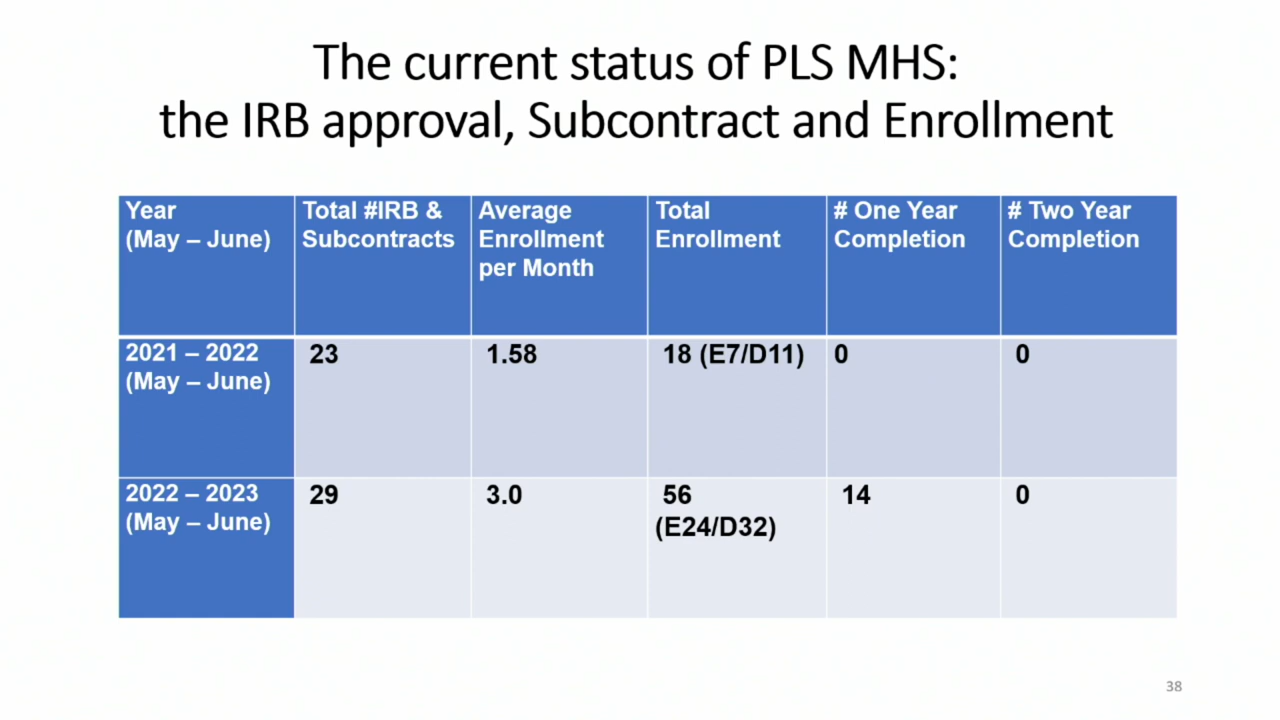 The current status of PLS MHS:
the IRB approval, Subcontract and Enrollment
Year
(May – June)
Total #IRB &
Subcontracts
Average
Enrollment
per Month
Total
Enrollment
# One Year
Completion
# Two Year
Completion
2021 – 2022
(May – June)
23
1.58
18 (E7/D11)
0
0
2022 – 2023
(May – June)
29
3.0
56
(E24/D32)
14
0
38